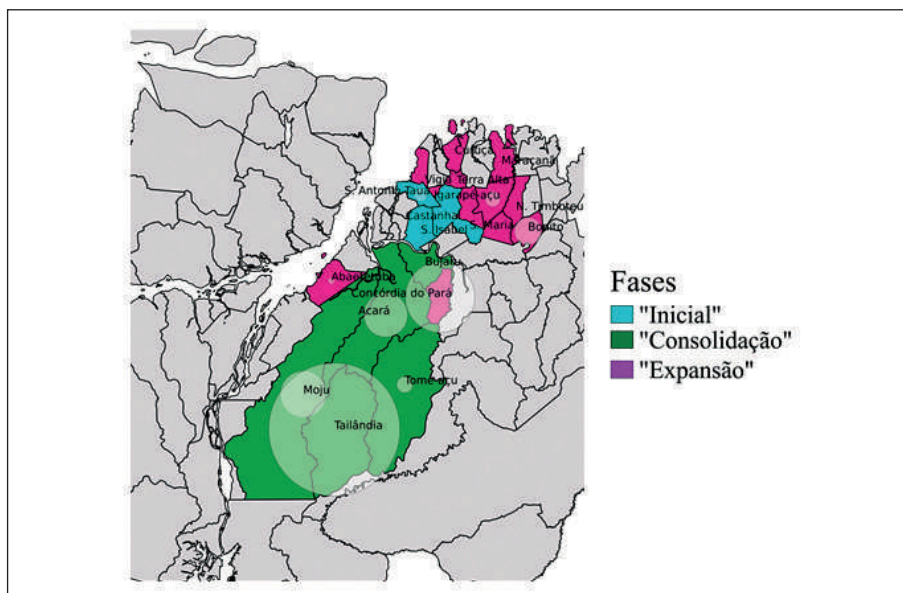 Curuçá
Maracanã
Vigia Terra Alta
S. Antonio Tauá
Igarapé-açu
N. Timboteu
Castanhal
S. Maria
Bonito
S. Isabel
Bujaru
Abaetetuba
Concórdia do Pará
Acará
Tomé-açu
Moju
Tailândia
Fases
"Inicial"
"Consolidação"
"Expansão"